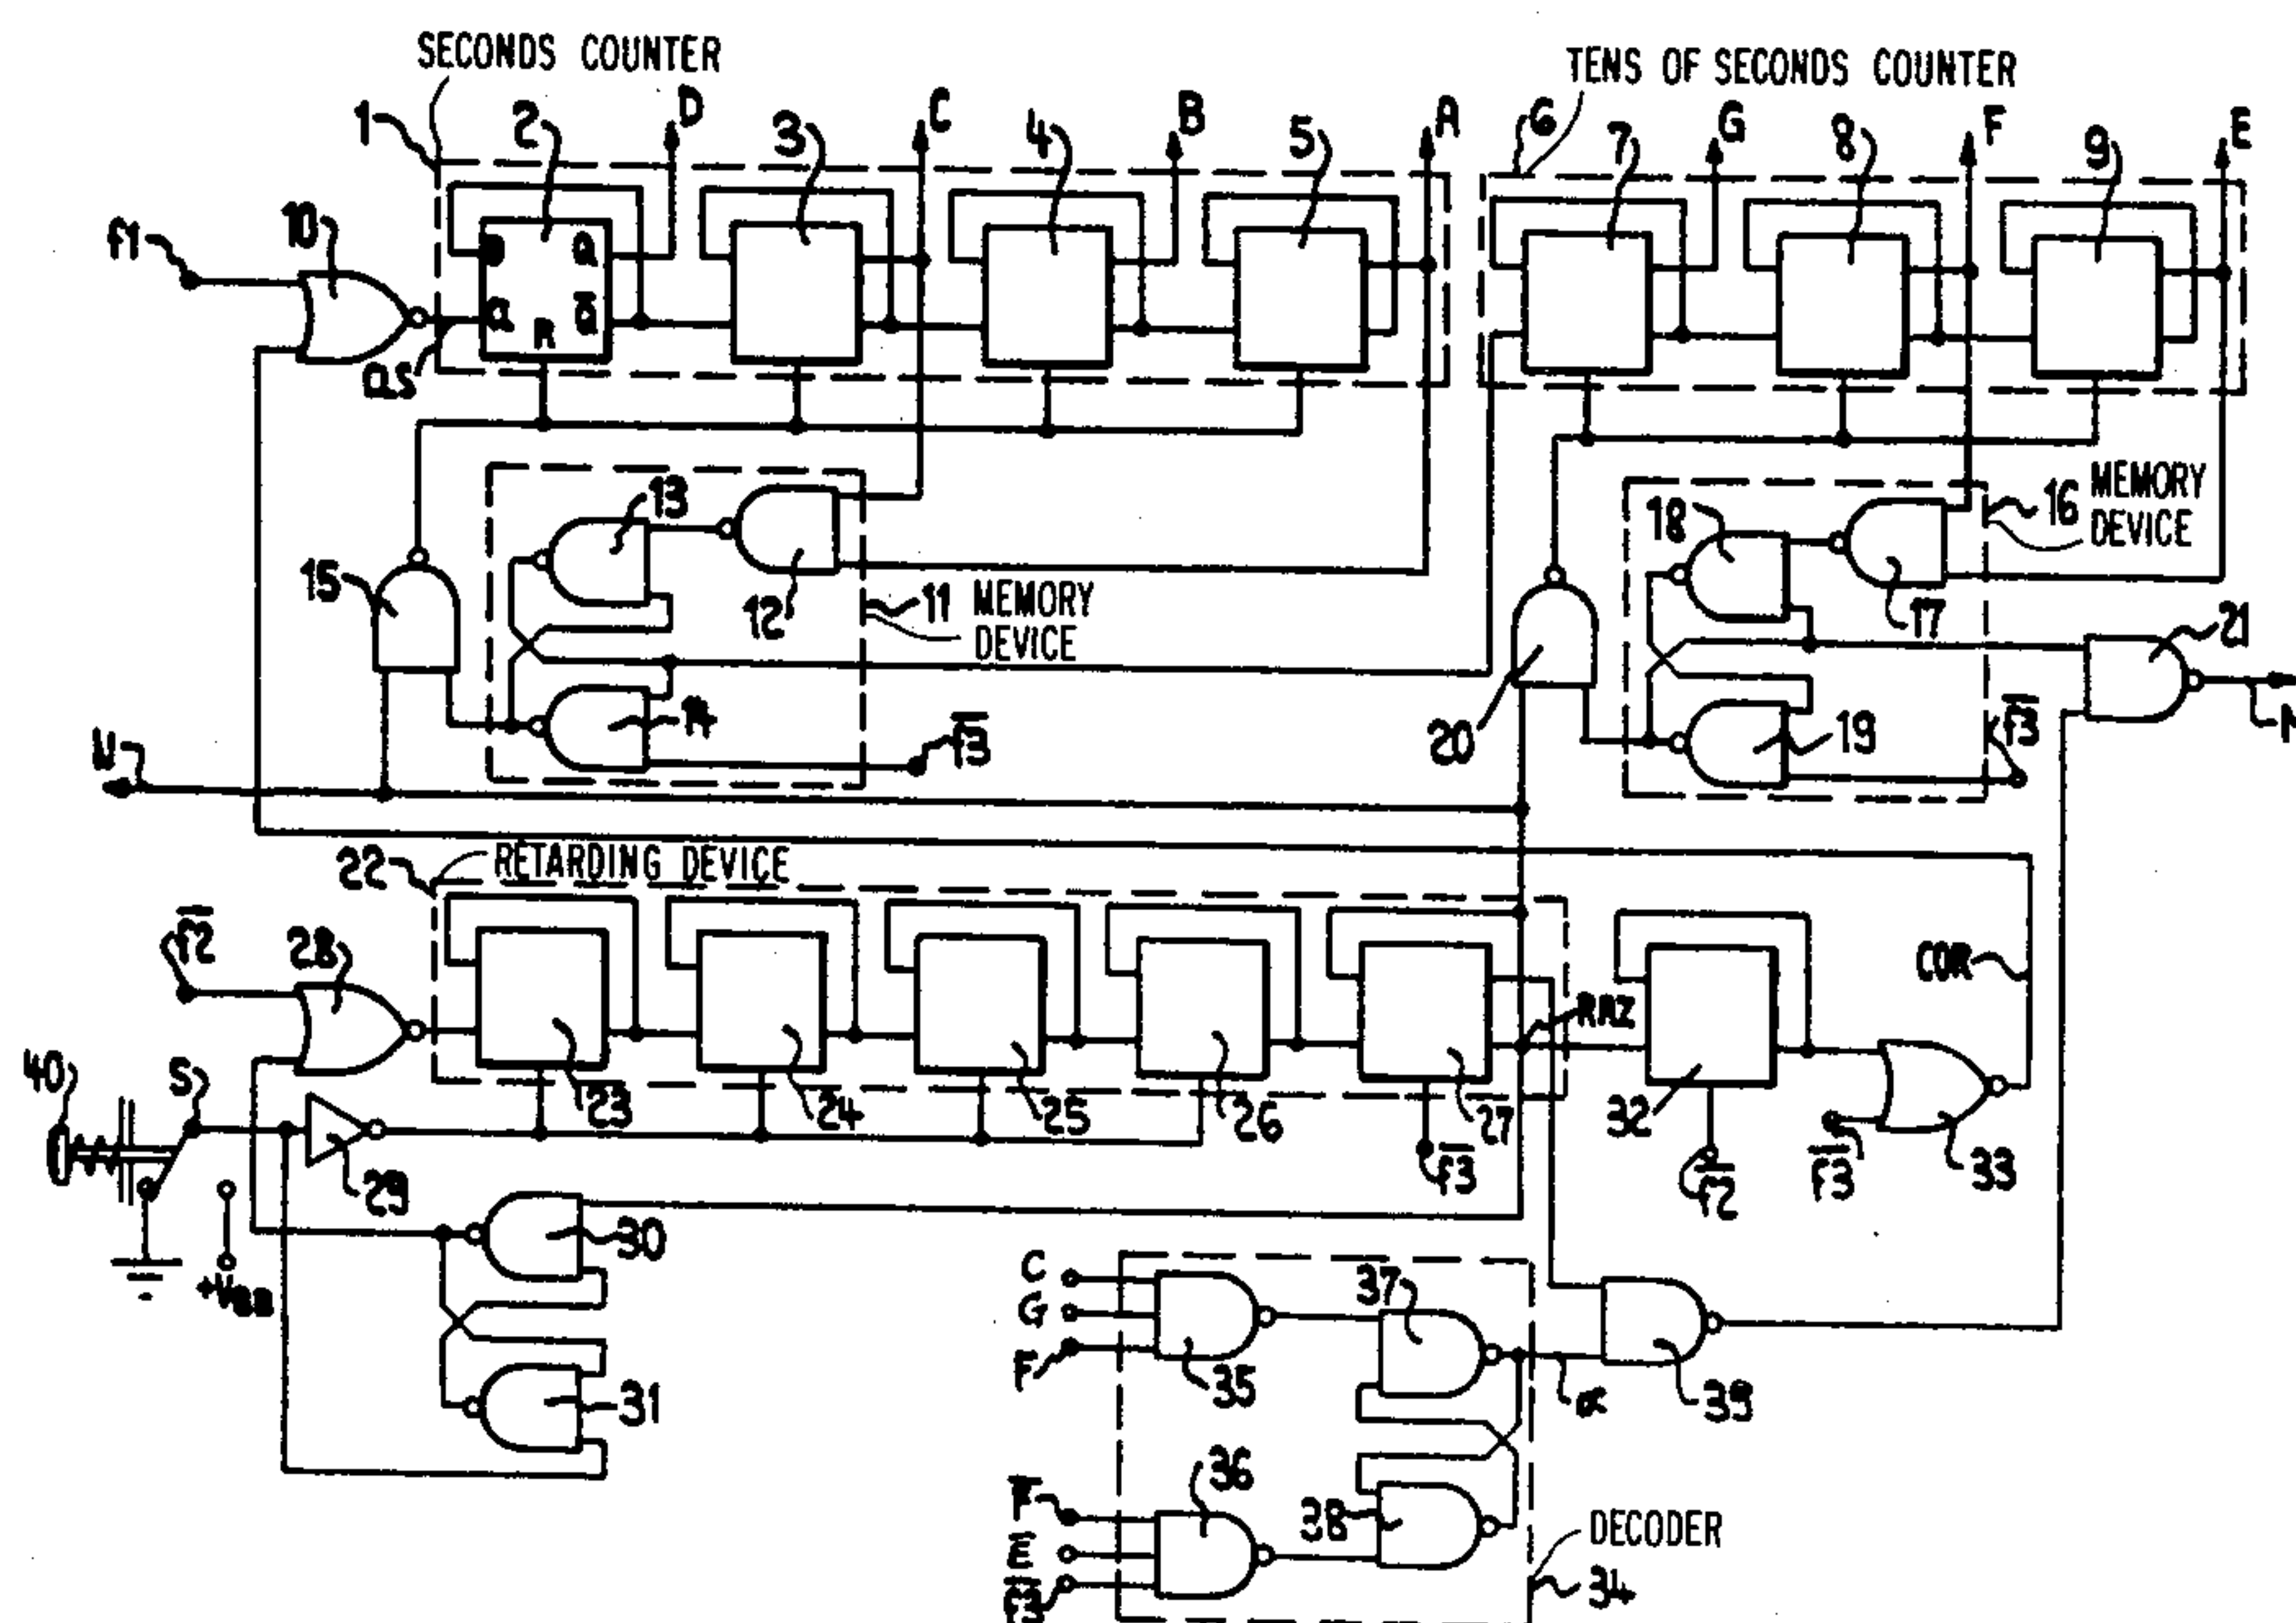 SECONDS COUNTER
TENS OF SECONDS COUNTER
1
2
D
3
C
4
B
5
A
6
7
G
8
F
9
E
f1
10
D
Q
R
Q̅
QS
13
12
15
11 MEMORY
DEVICE
14
f3̅
18
17
16 MEMORY
DEVICE
20
19
f3̅
21
22
RETARDING DEVICE
f2̅
28
23
24
25
26
27
f3̅
RAZ
32
f2̅
COR
33
f3̅
40
S
29
+V
30
31
C
G
F
35
37
α
39
F̅
E̅
f3̅
36
38
DECODER
34